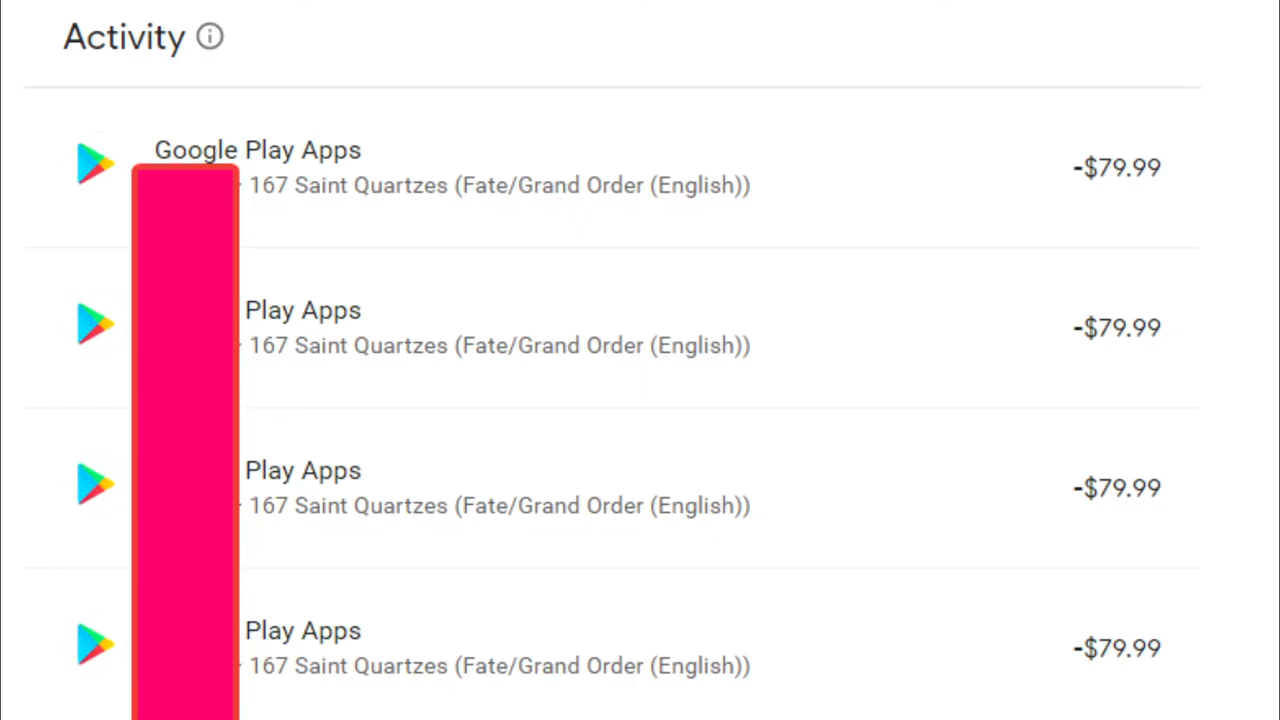 Activity
Google Play Apps
167 Saint Quartzes (Fate/Grand Order (English))
-$79.99
Play Apps
167 Saint Quartzes (Fate/Grand Order (English))
-$79.99
Play Apps
167 Saint Quartzes (Fate/Grand Order (English))
-$79.99
Play Apps
167 Saint Quartzes (Fate/Grand Order (English))
-$79.99